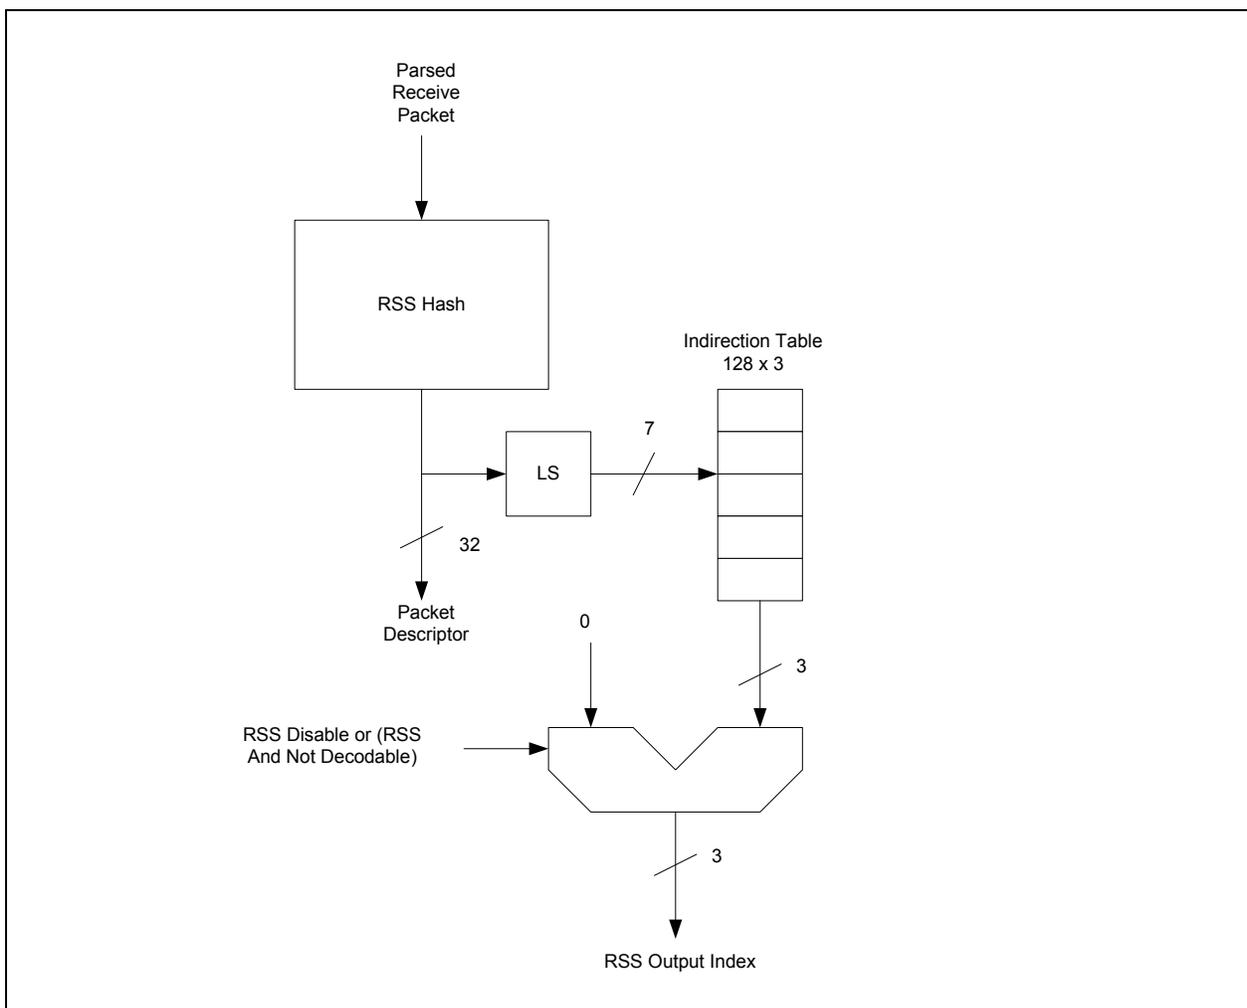 Parsed
Receive
Packet
RSS Hash
Indirection Table
128 x 3
7
LS
32
Packet
Descriptor
0
3
RSS Disable or (RSS
And Not Decodable)
3
RSS Output Index